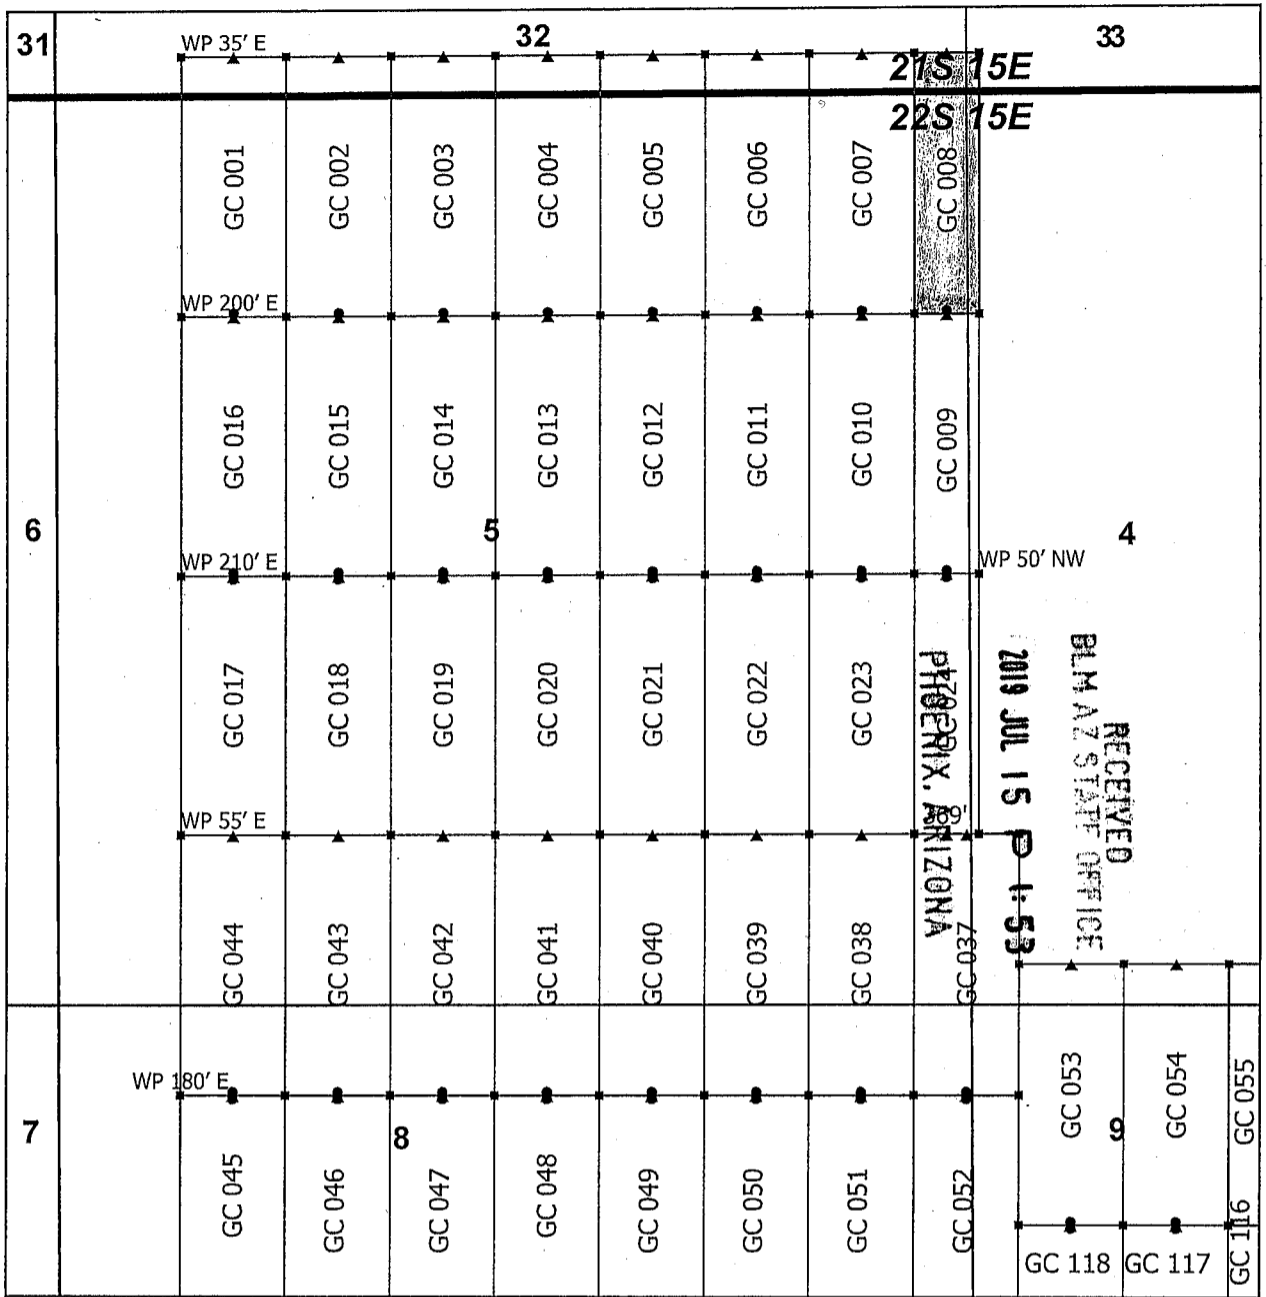 31
WP 35' E
32
33
21S 15E
22S 15E
GC 001
GC 002
GC 003
GC 004
GC 005
GC 006
GC 007
GC 008
WP 200' E
GC 016
GC 015
GC 014
GC 013
GC 012
GC 011
GC 010
GC 009
6
5
4
WP 210' E
WP 50' NW
GC 017
GC 018
GC 019
GC 020
GC 021
GC 022
GC 023
GC 024
RECEIVED
BLM AZ STATE OFFICE
2019 JUL 15 P 1:53
PHOENIX, ARIZONA
WP 55' E
GC 044
GC 043
GC 042
GC 041
GC 040
GC 039
GC 038
GC 037
WP 180' E
7
8
9
GC 045
GC 046
GC 047
GC 048
GC 049
GC 050
GC 051
GC 052
GC 053
GC 054
GC 055
GC 118
GC 117
GC 116